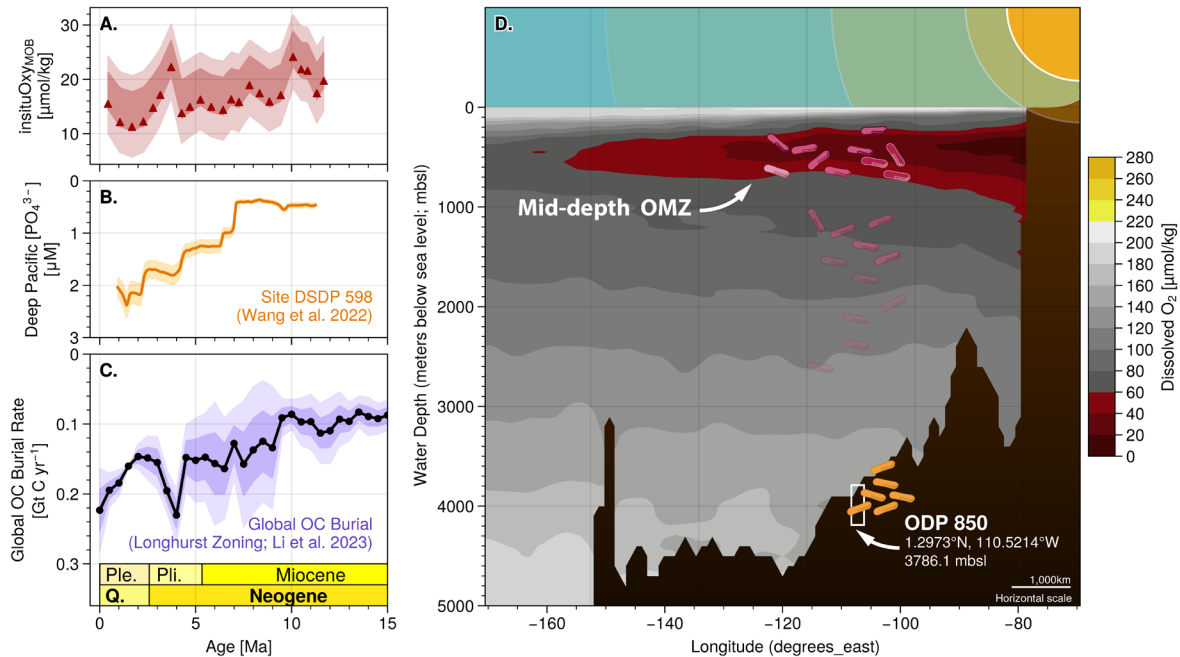 A.
insituOxyMOB
[µmol/kg]
30
20
10
B.
Deep Pacific [PO₄³⁻]
[µM]
0
1
2
3
Site DSDP 598
(Wang et al. 2022)
C.
Global OC Burial Rate
[Gt C yr⁻¹]
0
0.1
0.2
0.3
Global OC Burial
(Longhurst Zoning; Li et al. 2023)
Ple.
Pli.
Miocene
Q.
Neogene
0
5
10
15
Age [Ma]
D.
Water Depth (meters below sea level; mbsl)
0
1000
2000
3000
4000
5000
Mid-depth OMZ
ODP 850
1.2973°N, 110.5214°W
3786.1 mbsl
1,000km
Horizontal scale
−160
−140
−120
−100
−80
Longitude (degrees_east)
280
260
240
220
200
180
160
140
120
100
80
60
40
20
0
Dissolved O₂ [µmol/kg]